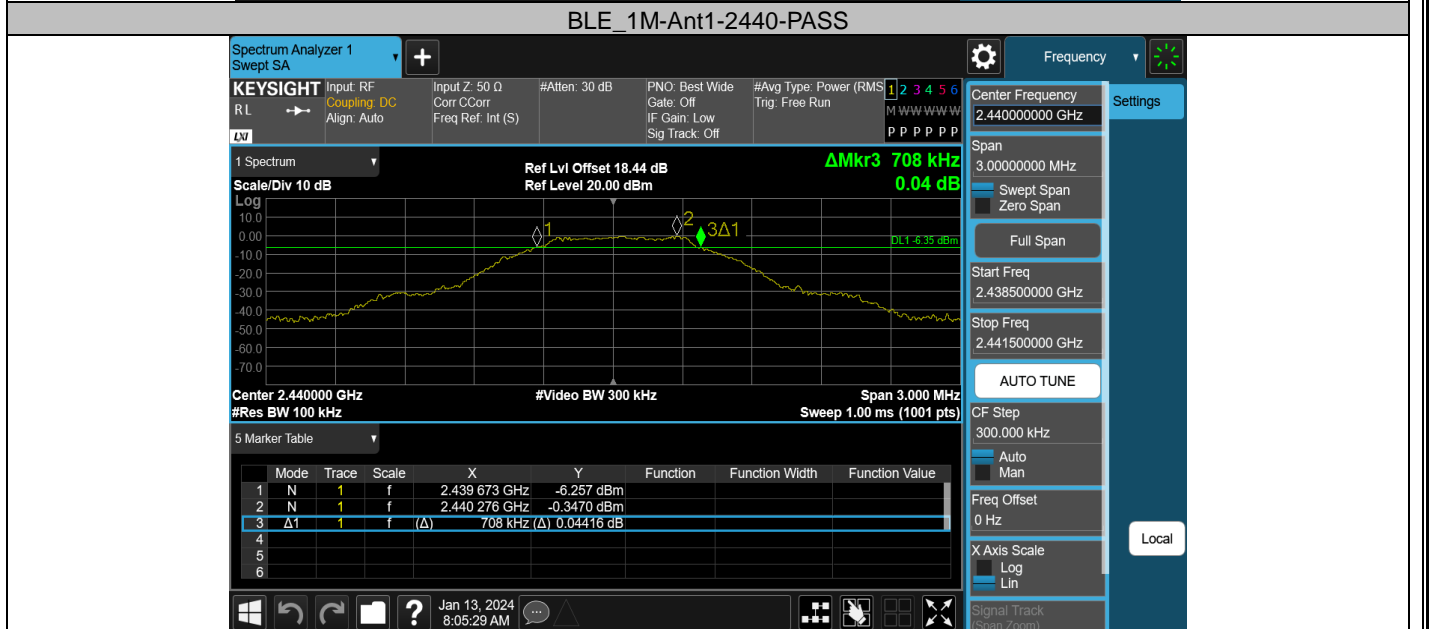 BLE_1M-Ant1-2440-PASS
Spectrum Analyzer 1
Swept SA
Frequency
KEYSIGHT
RL
LXI
Input: RF
Coupling: DC
Align: Auto
Input Z: 50 Ω
Corr CCorr
Freq Ref: Int (S)
#Atten: 30 dB
PNO: Best Wide
Gate: Off
IF Gain: Low
Sig Track: Off
#Avg Type: Power (RMS
Trig: Free Run
1 2 3 4 5 6
M W W W W W
P P P P P P
1 Spectrum
Scale/Div 10 dB
Ref Lvl Offset 18.44 dB
Ref Level 20.00 dBm
ΔMkr3 708 kHz
0.04 dB
Log
10.0
0.00
-10.0
-20.0
-30.0
-40.0
-50.0
-60.0
-70.0
1
2
3Δ1
DL1 -6.35 dBm
Center 2.440000 GHz
#Video BW 300 kHz
Span 3.000 MHz
#Res BW 100 kHz
Sweep 1.00 ms (1001 pts)
5 Marker Table
Mode Trace Scale X Y Function Function Width Function Value
1 N 1 f 2.439 673 GHz -6.257 dBm
2 N 1 f 2.440 276 GHz -0.3470 dBm
3 Δ1 1 f (Δ) 708 kHz (Δ) 0.04416 dB
4
5
6
Jan 13, 2024
8:05:29 AM
Center Frequency
2.440000000 GHz
Settings
Span
3.00000000 MHz
Swept Span
Zero Span
Full Span
Start Freq
2.438500000 GHz
Stop Freq
2.441500000 GHz
AUTO TUNE
CF Step
300.000 kHz
Auto
Man
Freq Offset
0 Hz
X Axis Scale
Log
Lin
Local
Signal Track
(Span Zoom)